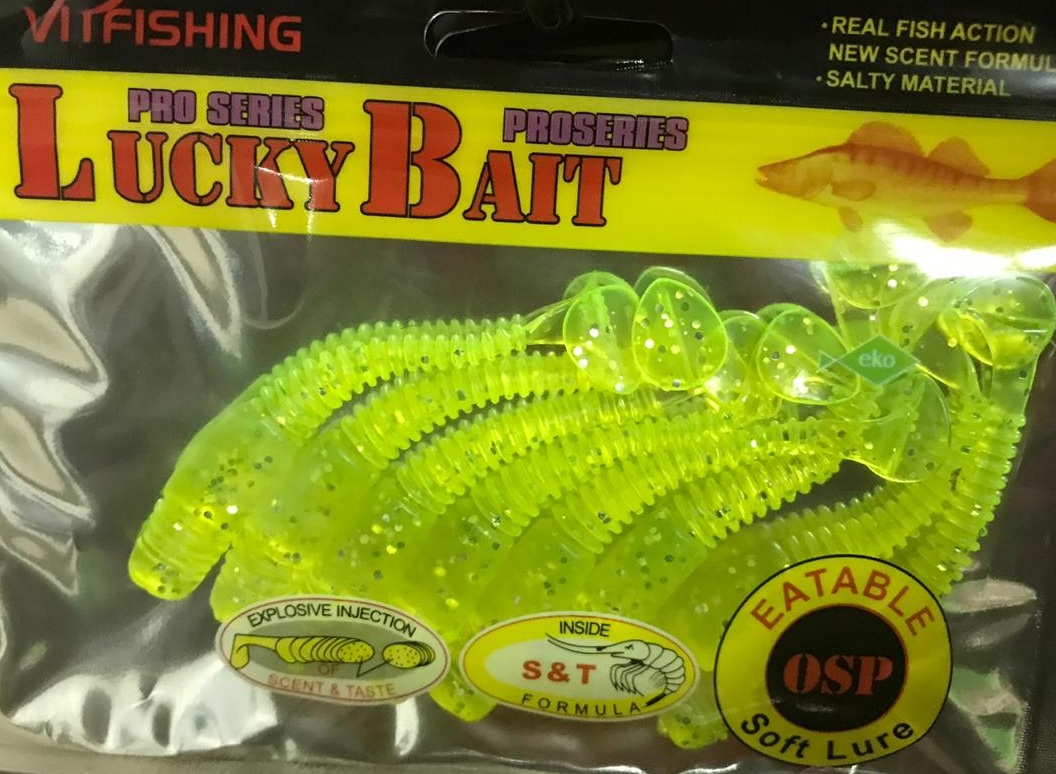 VITFISHING
·REAL FISH ACTION
NEW SCENT FORMUL
·SALTY MATERIAL
PRO SERIES
PROSERIES
LUCKY BAIT
eko
EXPLOSIVE INJECTION
OF
SCENT & TASTE
INSIDE
S & T
FORMULA
EATABLE
OSP
Soft Lure